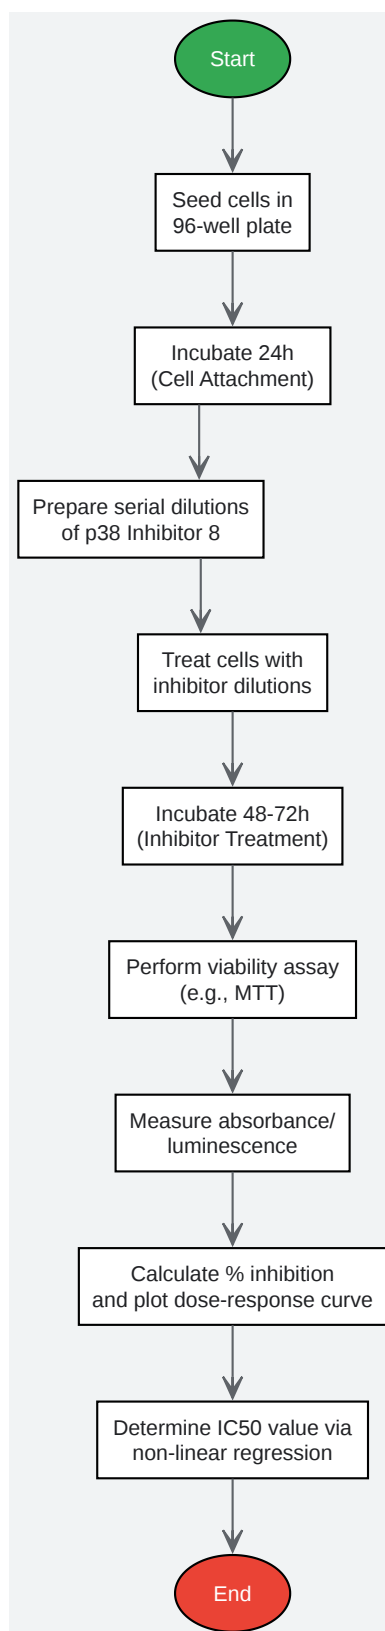 Start
Seed cells in
96-well plate
Incubate 24h
(Cell Attachment)
Prepare serial dilutions
of p38 Inhibitor 8
Treat cells with
inhibitor dilutions
Incubate 48-72h
(Inhibitor Treatment)
Perform viability assay
(e.g., MTT)
Measure absorbance/
luminescence
Calculate % inhibition
and plot dose-response curve
Determine IC50 value via
non-linear regression
End